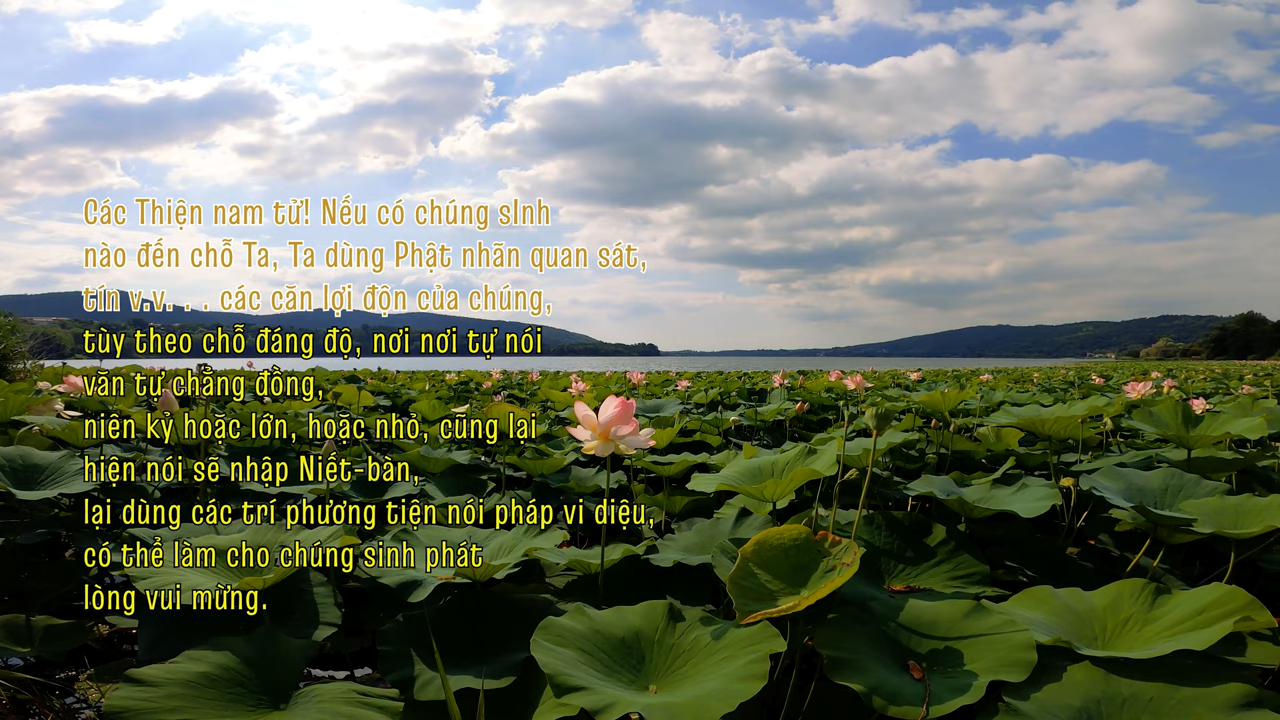 Các Thiện nam tử! Nếu có chúng sInh
nào đến chỗ Ta, Ta dùng Phật nhãn quan sát,
tín v.v. . . các căn lợi độn của chúng,
tùy theo chỗ đáng độ, nơi nơi tự nói
văn tự chẳng đồng,
niên kỷ hoặc lớn, hoặc nhỏ, cũng lại
hiện nói sẽ nhập Niết-bàn,
lại dùng các trí phương tiện nói pháp vi diệu,
có thể làm cho chúng sinh phát
lòng vui mừng.